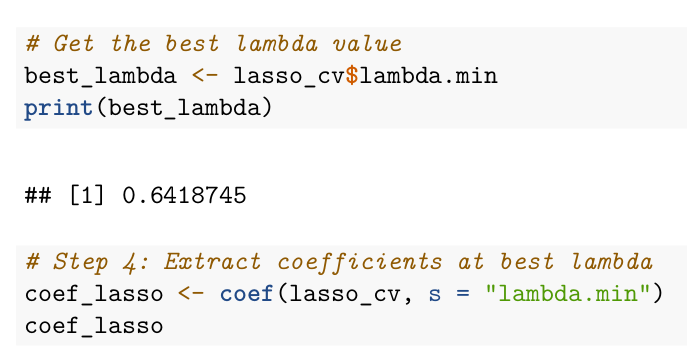 # Get the best lambda value
best_lambda <- lasso_cv$lambda.min
print(best_lambda)
## [1] 0.6418745
# Step 4: Extract coefficients at best lambda
coef_lasso <- coef(lasso_cv, s = "lambda.min")
coef_lasso